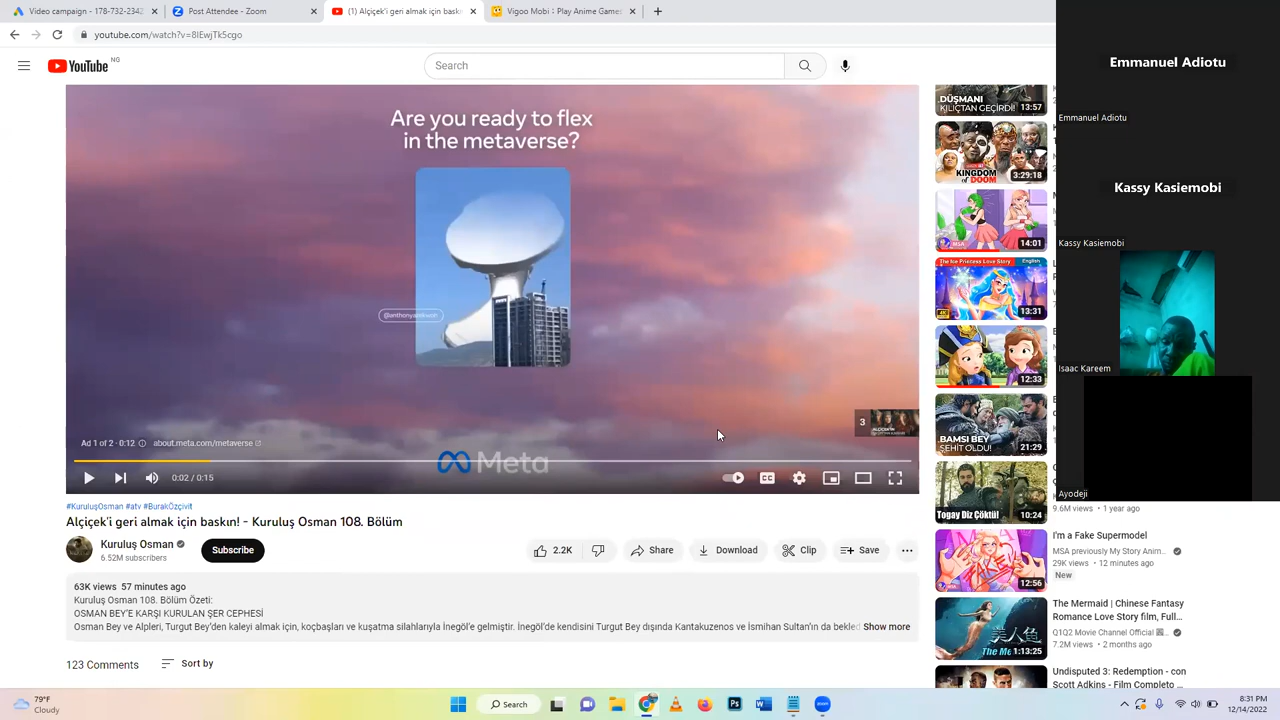 Video campaign - 178-732-2342
Post Attendee - Zoom
(1) Alçiçek'i geri almak için baskın
Vigoo Mobi : Play Anime Games
youtube.com/watch?v=8IEwjTk5cgo
YouTube NG
Search
Are you ready to flex
in the metaverse?
Ad 1 of 2 · 0:12
about.meta.com/metaverse
3
Meta
0:02 / 0:15
#KuruluşOsman #atv #BurakÖzçivit
Alçiçek'i geri almak için baskın! - Kuruluş Osman 108. Bölüm
Kuruluş Osman
6.52M subscribers
Subscribe
2.2K
Share
Download
Clip
Save
63K views 57 minutes ago
Kuruluş Osman 108. Bölüm Özeti:
OSMAN BEY'E KARŞI KURULAN ŞER CEPHESİ
Osman Bey ve Alpleri, Turgut Bey'den kaleyi almak için, koçbaşları ve kuşatma silahlarıyla İnegöl'e gelmiştir. İnegöl'de kendisini Turgut Bey dışında Kantakuzenos ve İsmihan Sultan'ın da bekled
Show more
123 Comments
Sort by
DÜŞMANI
KILIÇTAN GEÇİRDİ!
13:57
KINGDOM
of DOOM
3:29:18
MSA
14:01
The Ice Princess Love Story
English
4K
13:31
12:33
BAMSI BEY
ŞEHİT OLDU!
21:29
Togay Diz Çöktü!
10:24
9.6M views • 1 year ago
12:56
I'm a Fake Supermodel
MSA previously My Story Anim...
29K views • 12 minutes ago
New
美人鱼
The Me
1:13:25
The Mermaid | Chinese Fantasy
Romance Love Story film, Full...
Q1Q2 Movie Channel Official
7.2M views • 2 months ago
Undisputed 3: Redemption - con
Scott Adkins - Film Completo ...
Emmanuel Adiotu
Emmanuel Adiotu
Kassy Kasiemobi
Kassy Kasiemobi
Isaac Kareem
Ayodeji
79°F
Cloudy
Search
8:31 PM
12/14/2022